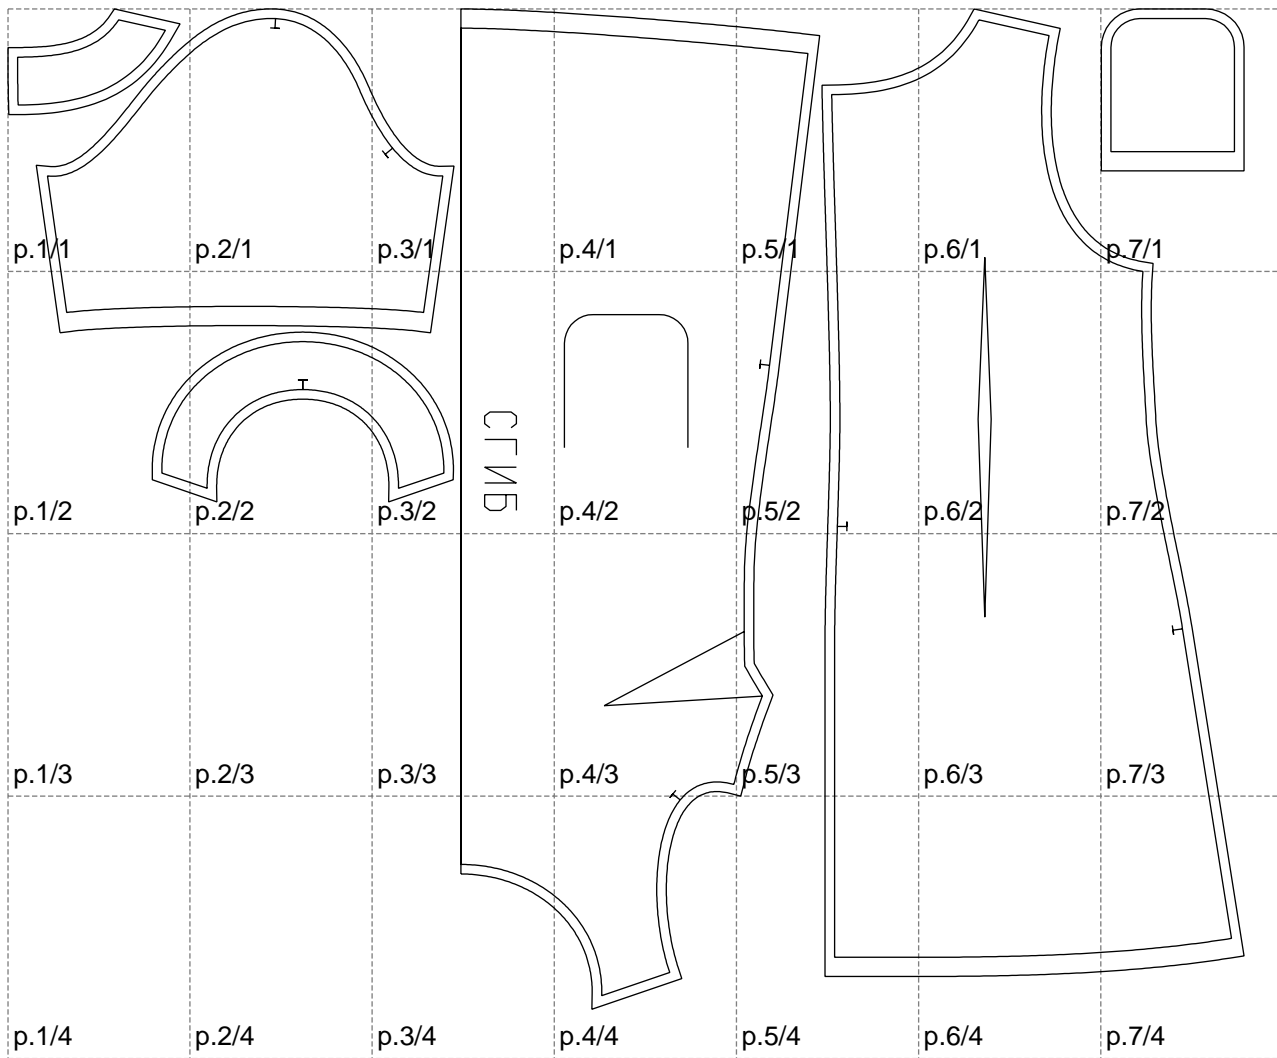 p.1/1 p.2/1 p.3/1 p.4/1 p.5/1 p.6/1 p.7/1
СГИБ
p.1/2 p.2/2 p.3/2 p.4/2 p.5/2 p.6/2 p.7/2
p.1/3 p.2/3 p.3/3 p.4/3 p.5/3 p.6/3 p.7/3
p.1/4 p.2/4 p.3/4 p.4/4 p.5/4 p.6/4 p.7/4